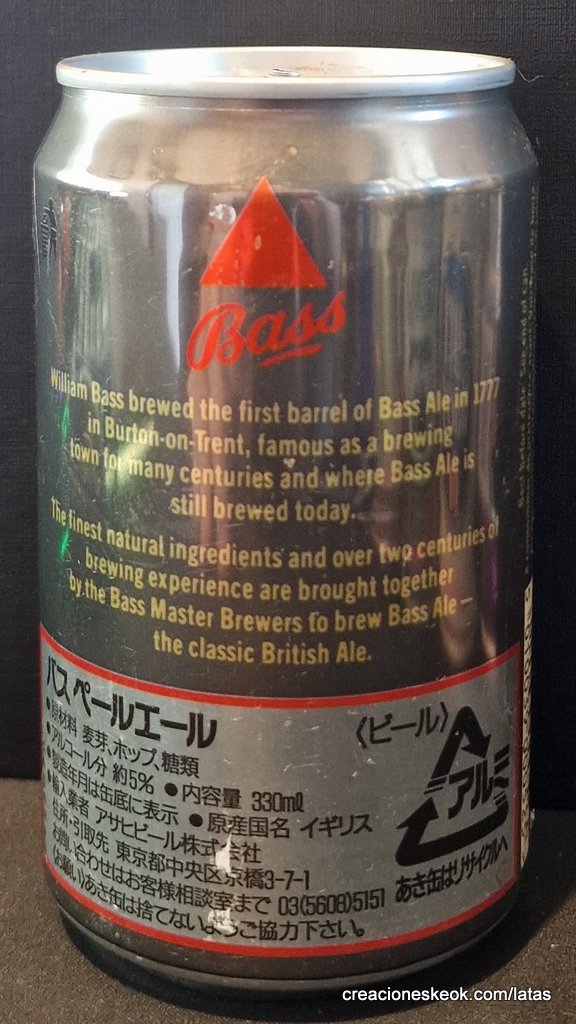 Bass
William Bass brewed the first barrel of Bass Ale in 1777
in Burton-on-Trent, famous as a brewing
town for many centuries and where Bass Ale is
still brewed today.
The finest natural ingredients and over two centuries of
brewing experience are brought together
by the Bass Master Brewers to brew Bass Ale –
the classic British Ale.
バス ペールエール
〈ビール〉
●原材料 麦芽、ホップ、糖類
●アルコール分 約5% ●内容量 330ml
●製造年月は缶底に表示 ●原産国名 イギリス
●輸入業者 アサヒビール株式会社
住所・引取先 東京都中央区京橋3-7-1
お問い合わせはお客様相談室まで 03(5608)5151
(お願い)あき缶は捨てないようご協力下さい。
アルミ
あき缶はリサイクルへ
creacioneskeok.com/latas